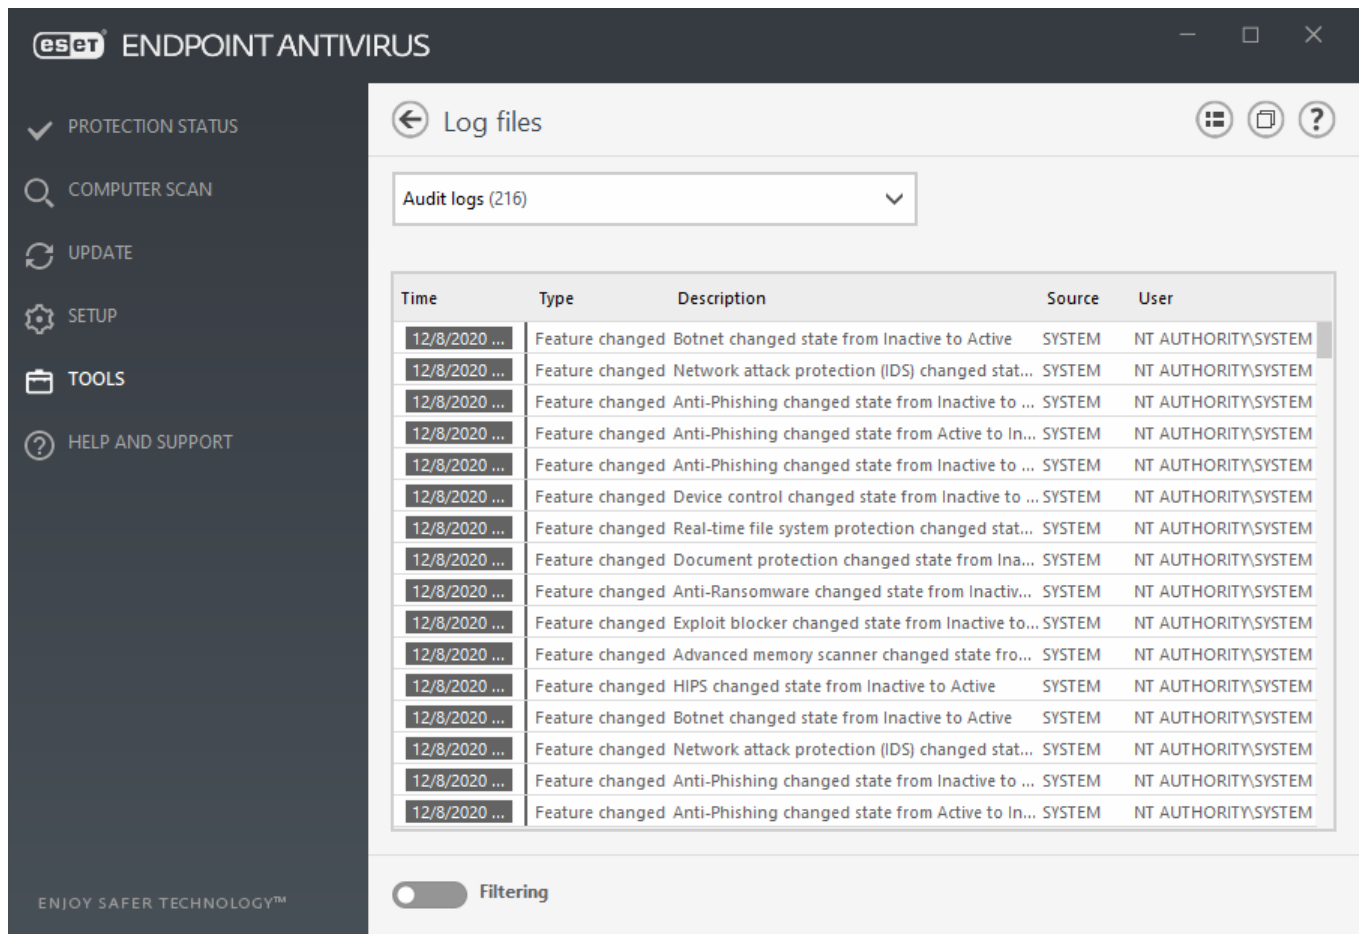 eset ENDPOINT ANTIVIRUS
PROTECTION STATUS
COMPUTER SCAN
UPDATE
SETUP
TOOLS
HELP AND SUPPORT
ENJOY SAFER TECHNOLOGY™
Log files
?
Audit logs (216)
Time Type Description Source User
12/8/2020 ... Feature changed Botnet changed state from Inactive to Active SYSTEM NT AUTHORITY\SYSTEM
12/8/2020 ... Feature changed Network attack protection (IDS) changed stat... SYSTEM NT AUTHORITY\SYSTEM
12/8/2020 ... Feature changed Anti-Phishing changed state from Inactive to ... SYSTEM NT AUTHORITY\SYSTEM
12/8/2020 ... Feature changed Anti-Phishing changed state from Active to In... SYSTEM NT AUTHORITY\SYSTEM
12/8/2020 ... Feature changed Anti-Phishing changed state from Inactive to ... SYSTEM NT AUTHORITY\SYSTEM
12/8/2020 ... Feature changed Device control changed state from Inactive to ... SYSTEM NT AUTHORITY\SYSTEM
12/8/2020 ... Feature changed Real-time file system protection changed stat... SYSTEM NT AUTHORITY\SYSTEM
12/8/2020 ... Feature changed Document protection changed state from Ina... SYSTEM NT AUTHORITY\SYSTEM
12/8/2020 ... Feature changed Anti-Ransomware changed state from Inactiv... SYSTEM NT AUTHORITY\SYSTEM
12/8/2020 ... Feature changed Exploit blocker changed state from Inactive to... SYSTEM NT AUTHORITY\SYSTEM
12/8/2020 ... Feature changed Advanced memory scanner changed state fro... SYSTEM NT AUTHORITY\SYSTEM
12/8/2020 ... Feature changed HIPS changed state from Inactive to Active SYSTEM NT AUTHORITY\SYSTEM
12/8/2020 ... Feature changed Botnet changed state from Inactive to Active SYSTEM NT AUTHORITY\SYSTEM
12/8/2020 ... Feature changed Network attack protection (IDS) changed stat... SYSTEM NT AUTHORITY\SYSTEM
12/8/2020 ... Feature changed Anti-Phishing changed state from Inactive to ... SYSTEM NT AUTHORITY\SYSTEM
12/8/2020 ... Feature changed Anti-Phishing changed state from Active to In... SYSTEM NT AUTHORITY\SYSTEM
Filtering